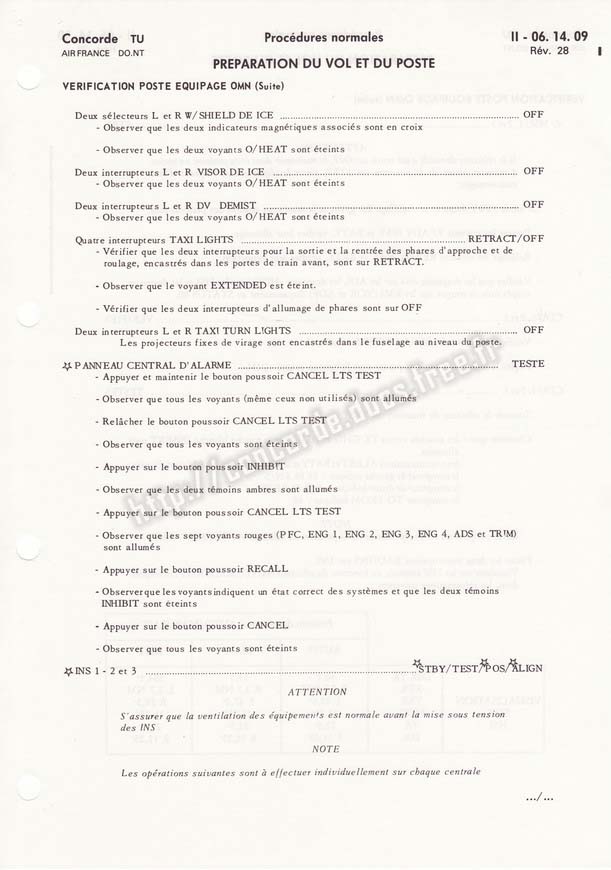 Concorde TU Procédures normales II - 06. 14. 09
AIR FRANCE DO.NT Rév. 28
PREPARATION DU VOL ET DU POSTE
VERIFICATION POSTE EQUIPAGE OMN (Suite)
Deux sélecteurs L et R W/SHIELD DE ICE ... OFF
- Observer que les deux indicateurs magnétiques associés sont en croix
- Observer que les deux voyants O/HEAT sont éteints
Deux interrupteurs L et R VISOR DE ICE ... OFF
- Observer que les deux voyants O/HEAT sont éteints
Deux interrupteurs L et R DV DEMIST ... OFF
- Observer que les deux voyants O/HEAT sont éteints
Quatre interrupteurs TAXI LIGHTS ... RETRACT/OFF
- Vérifier que les deux interrupteurs pour la sortie et la rentrée des phares d'approche et de
roulage, encastrés dans les portes de train avant, sont sur RETRACT.
- Observer que le voyant EXTENDED est éteint.
- Vérifier que les deux interrupteurs d'allumage de phares sont sur OFF
Deux interrupteurs L et R TAXI TURN LIGHTS ... OFF
Les projecteurs fixes de virage sont encastrés dans le fuselage au niveau du poste.
☆ PANNEAU CENTRAL D'ALARME ... TESTE
- Appuyer et maintenir le bouton poussoir CANCEL LTS TEST
- Observer que tous les voyants (même ceux non utilisés) sont allumés
- Relâcher le bouton poussoir CANCEL LTS TEST
- Observer que tous les voyants sont éteints
- Appuyer sur le bouton poussoir INHIBIT
- Observer que les deux témoins ambres sont allumés
- Appuyer sur le bouton poussoir CANCEL LTS TEST
- Observer que les sept voyants rouges (PFC, ENG 1, ENG 2, ENG 3, ENG 4, ADS et TRIM)
sont allumés
- Appuyer sur le bouton poussoir RECALL
- Observer que les voyants indiquent un état correct des systèmes et que les deux témoins
INHIBIT sont éteints
- Appuyer sur le bouton poussoir CANCEL
- Observer que tous les voyants sont éteints
☆ INS 1 - 2 et 3 ... ☆STBY/TEST/☆POS/☆ALIGN
ATTENTION
S'assurer que la ventilation des équipements est normale avant la mise sous tension
des INS
NOTE
Les opérations suivantes sont à effectuer individuellement sur chaque centrale
.../...
http://concorde.docs.free.fr